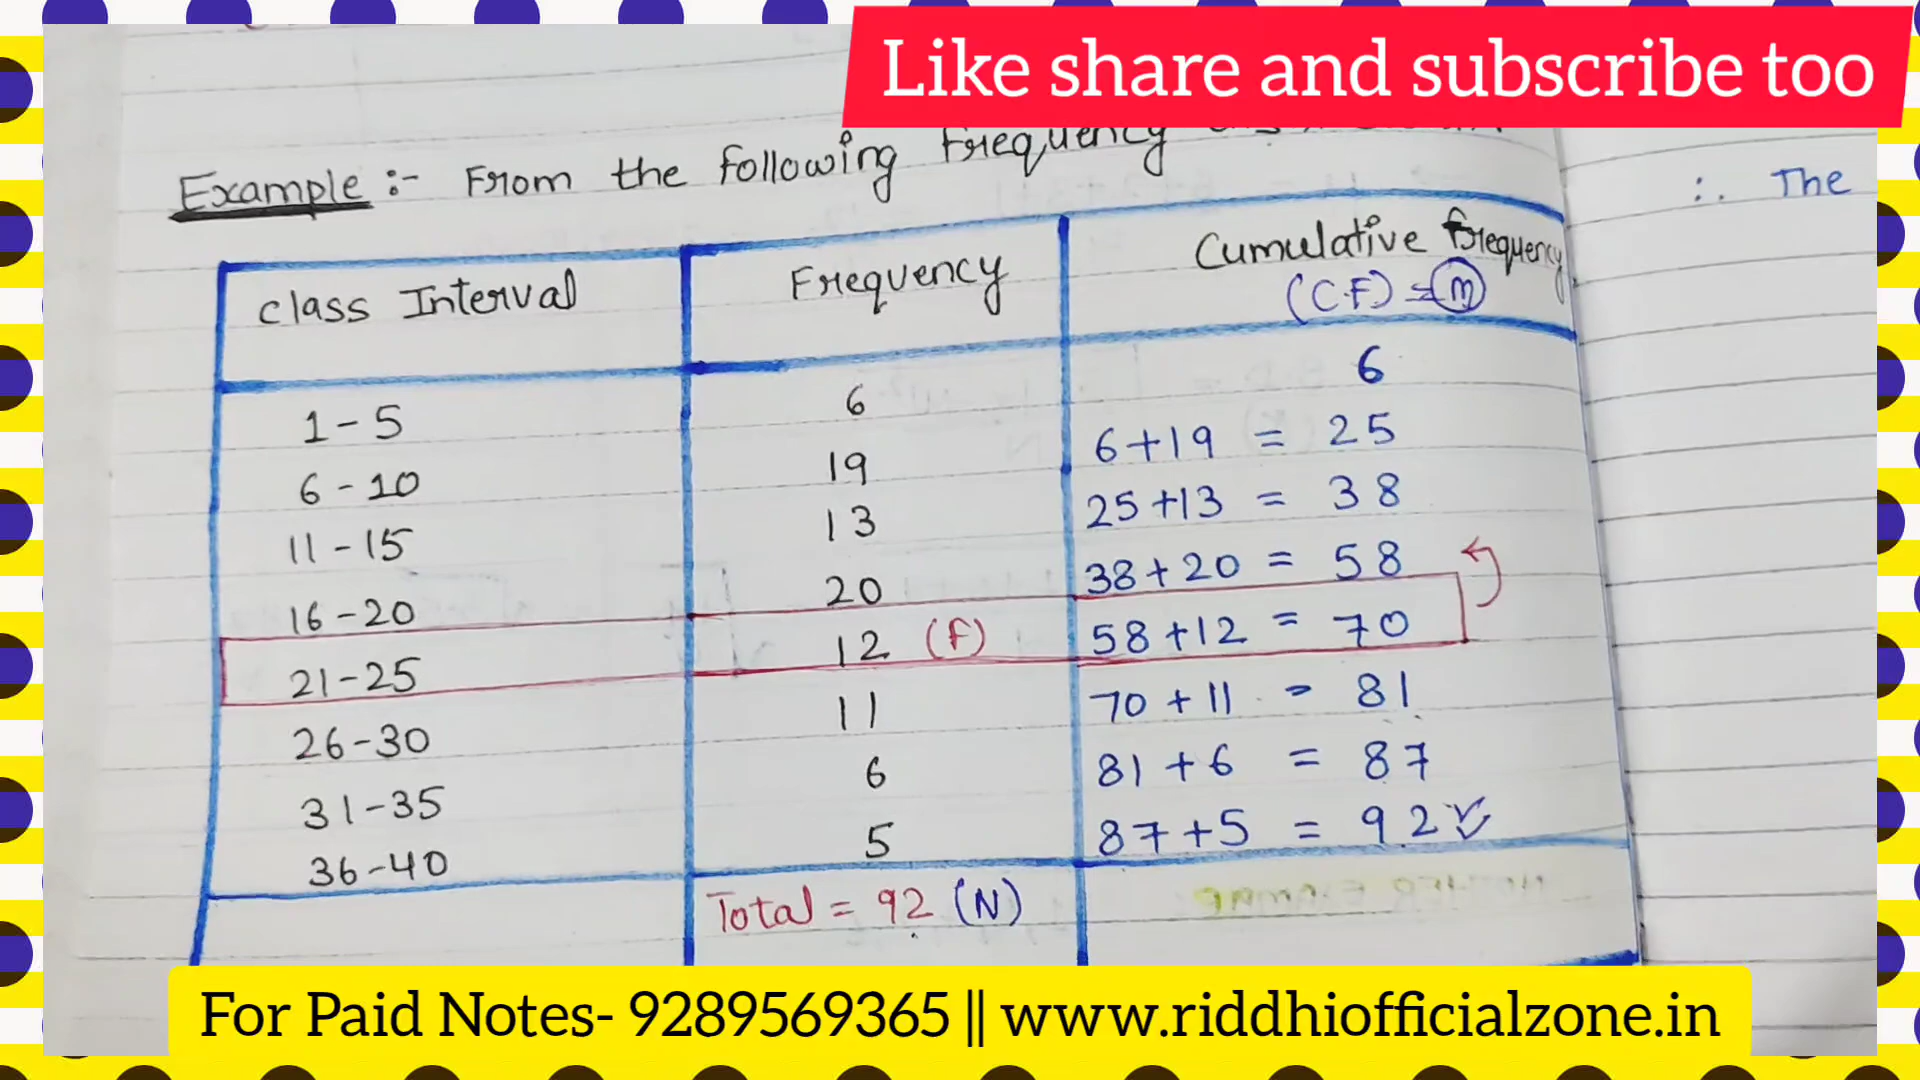 Like share and subscribe too
Example :- From the following Frequency
∴ The
Class Interval Frequency Cumulative frequency
(C.F) = m
1-5 6 6
6-10 19 6+19 = 25
11-15 13 25+13 = 38
16-20 20 38+20 = 58
21-25 12 (F) 58+12 = 70
26-30 11 70+11 = 81
31-35 6 81+6 = 87
36-40 5 87+5 = 92
Total = 92 (N)
For Paid Notes- 9289569365 || www.riddhiofficialzone.in